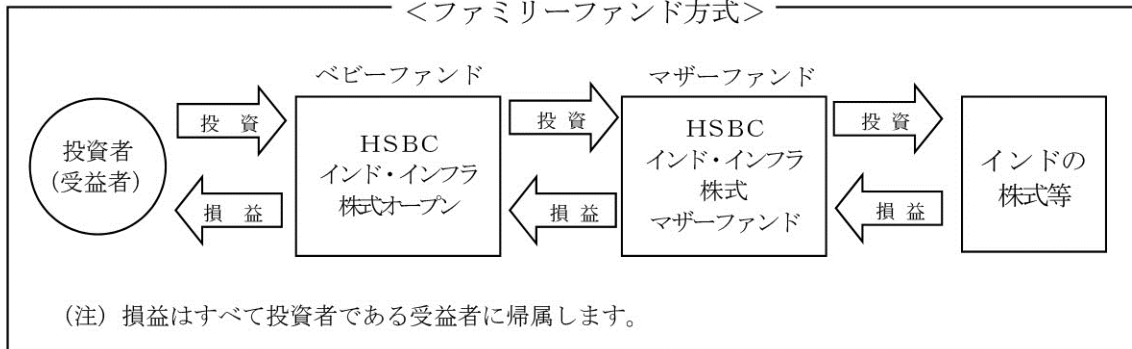 ＜ファミリーファンド方式＞
ベビーファンド
マザーファンド
投資者
（受益者）
投 資
損 益
HSBC
インド・インフラ
株式オープン
投 資
損 益
HSBC
インド・インフラ
株式
マザーファンド
投 資
損 益
インドの
株式等
（注）損益はすべて投資者である受益者に帰属します。